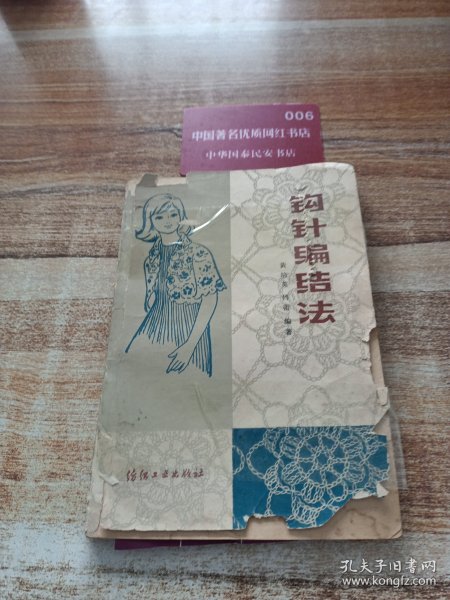 006
中国著名优质网红书店
中华国泰民安书店
钩针编结法
编著
纺织工业出版社
孔夫子旧书网
www.kongfz.com